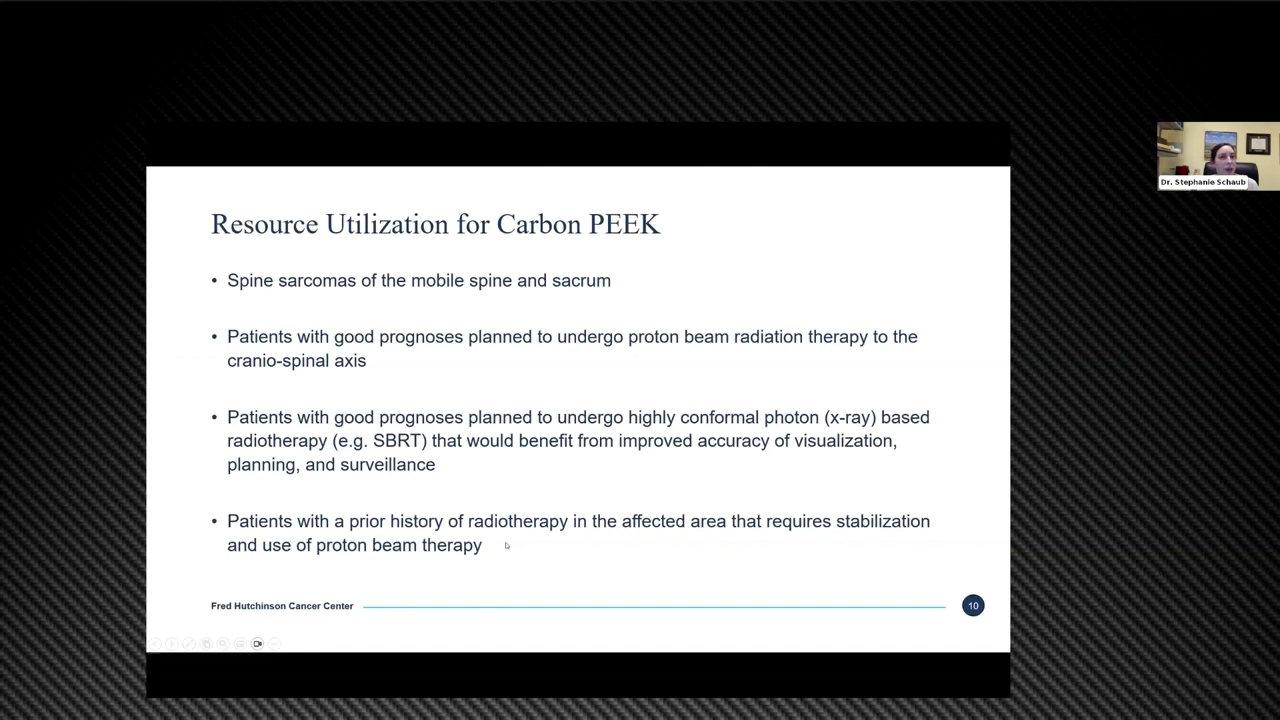 Resource Utilization for Carbon PEEK
• Spine sarcomas of the mobile spine and sacrum
• Patients with good prognoses planned to undergo proton beam radiation therapy to the
cranio-spinal axis
• Patients with good prognoses planned to undergo highly conformal photon (x-ray) based
radiotherapy (e.g. SBRT) that would benefit from improved accuracy of visualization,
planning, and surveillance
• Patients with a prior history of radiotherapy in the affected area that requires stabilization
and use of proton beam therapy
Fred Hutchinson Cancer Center
10
Dr. Stephanie Schaub